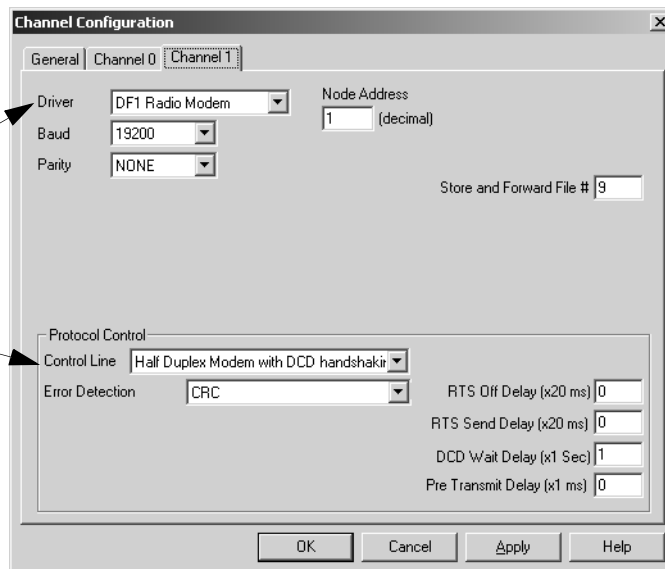 Channel Configuration
General Channel 0 Channel 1
Driver DF1 Radio Modem Node Address
1 (decimal)
Baud 19200
Parity NONE
Store and Forward File # 9
Protocol Control
Control Line Half Duplex Modem with DCD handshakin
Error Detection CRC
RTS Off Delay (x20 ms) 0
RTS Send Delay (x20 ms) 0
DCD Wait Delay (x1 Sec) 1
Pre Transmit Delay (x1 ms) 0
OK Cancel Apply Help